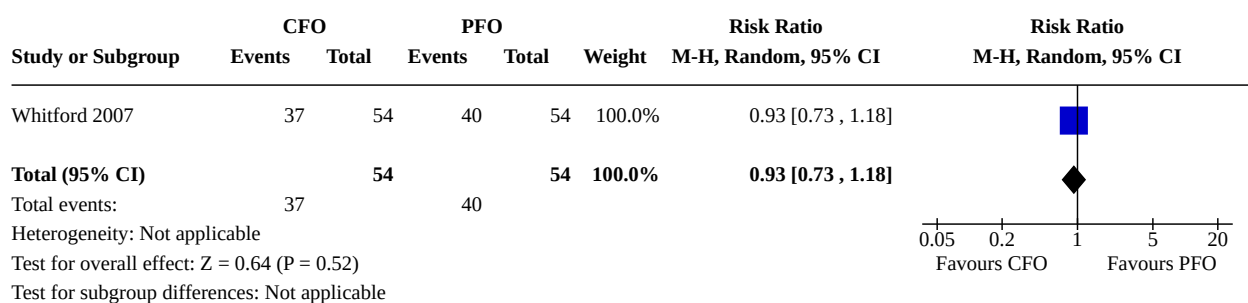 CFO PFO Risk Ratio Risk Ratio
Study or Subgroup Events Total Events Total Weight M-H, Random, 95% CI M-H, Random, 95% CI
Whitford 2007 37 54 40 54 100.0% 0.93 [0.73 , 1.18]
Total (95% CI) 54 54 100.0% 0.93 [0.73 , 1.18]
Total events: 37 40
Heterogeneity: Not applicable
0.05 0.2 1 5 20
Test for overall effect: Z = 0.64 (P = 0.52)
Favours CFO Favours PFO
Test for subgroup differences: Not applicable